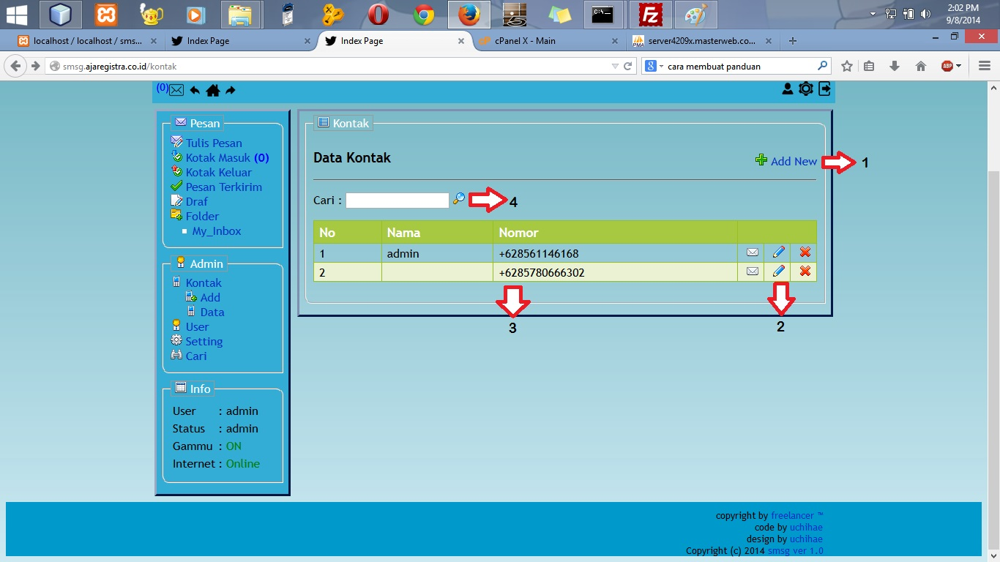 2:02 PM
9/8/2014
localhost / localhost / sms...
Index Page
Index Page
cPanel X - Main
server4209x.masterweb.co...
smsg.ajaregistra.co.id/kontak
cara membuat panduan
ABP
(0)
Pesan
Tulis Pesan
Kotak Masuk (0)
Kotak Keluar
Pesan Terkirim
Draf
Folder
My_Inbox
Admin
Kontak
Add
Data
User
Setting
Cari
Info
User : admin
Status : admin
Gammu : ON
Internet : Online
Kontak
Data Kontak
Add New 1
Cari : 4
No Nama Nomor
1 admin +628561146168
2 +6285780666302
3 2
copyright by freelancer ™
code by uchihae
design by uchihae
Copyright (c) 2014 smsg ver 1.0